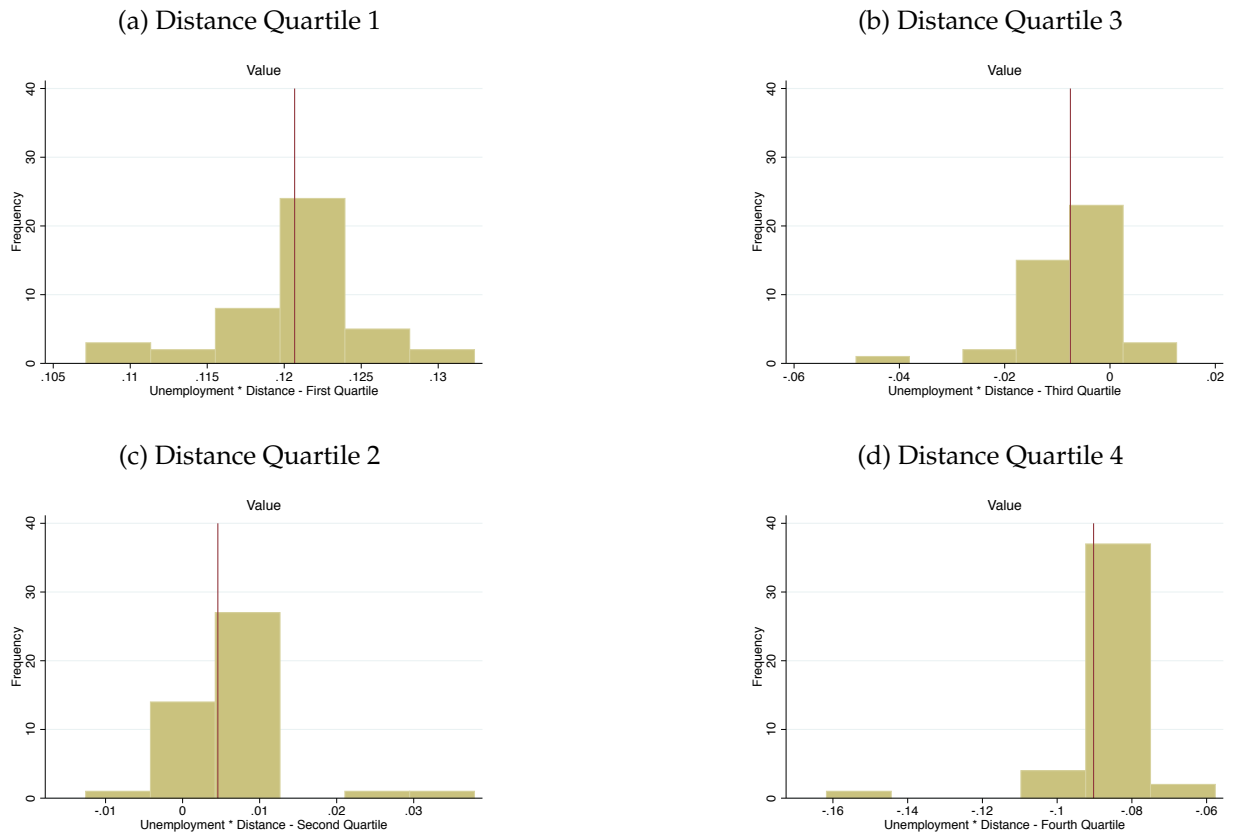 (a) Distance Quartile 1
Value
40
30
20
10
0
Frequency
.105 .11 .115 .12 .125 .13
Unemployment * Distance - First Quartile
(b) Distance Quartile 3
Value
40
30
20
10
0
Frequency
-.06 -.04 -.02 0 .02
Unemployment * Distance - Third Quartile
(c) Distance Quartile 2
Value
40
30
20
10
0
Frequency
-.01 0 .01 .02 .03
Unemployment * Distance - Second Quartile
(d) Distance Quartile 4
Value
40
30
20
10
0
Frequency
-.16 -.14 -.12 -.1 -.08 -.06
Unemployment * Distance - Fourth Quartile